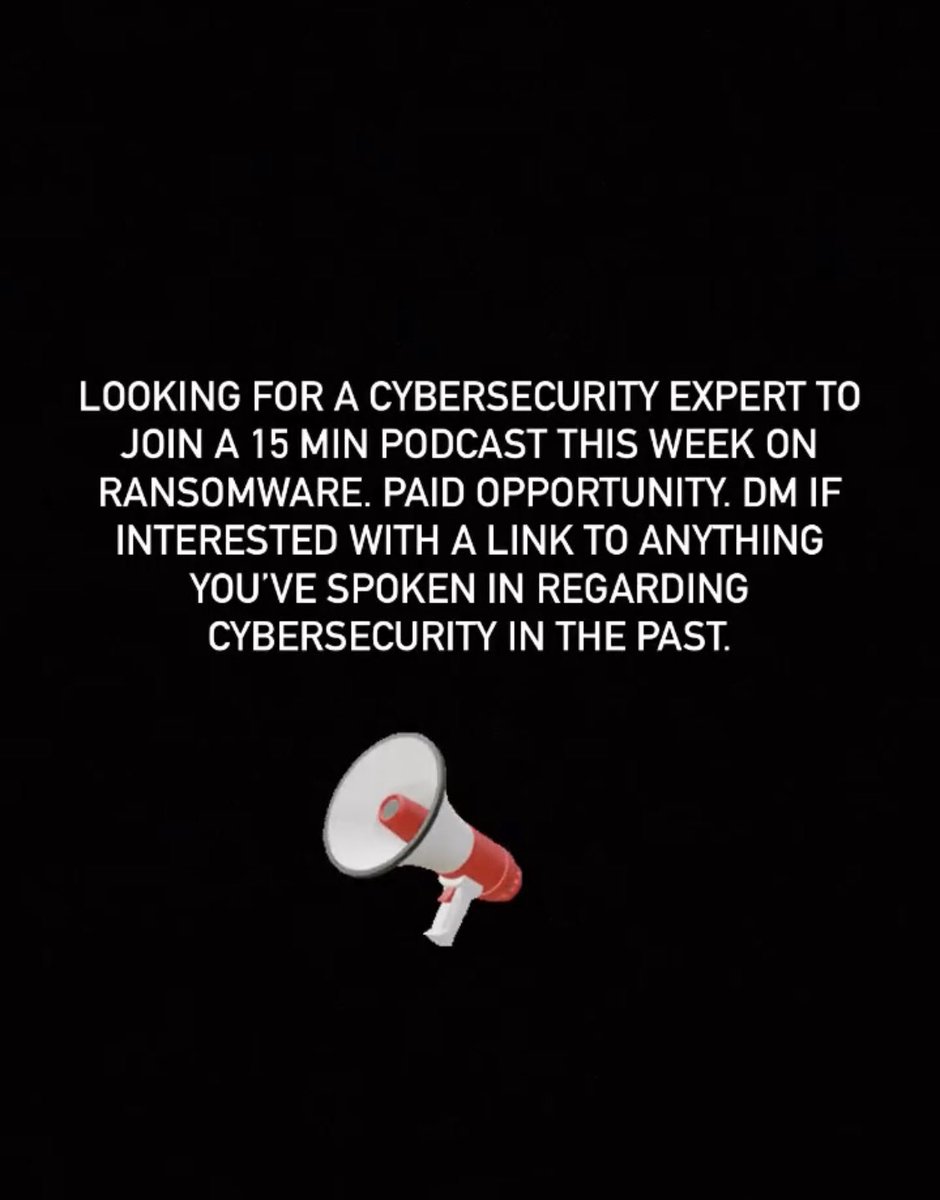 LOOKING FOR A CYBERSECURITY EXPERT TO
JOIN A 15 MIN PODCAST THIS WEEK ON
RANSOMWARE. PAID OPPORTUNITY. DM IF
INTERESTED WITH A LINK TO ANYTHING
YOU'VE SPOKEN IN REGARDING
CYBERSECURITY IN THE PAST.